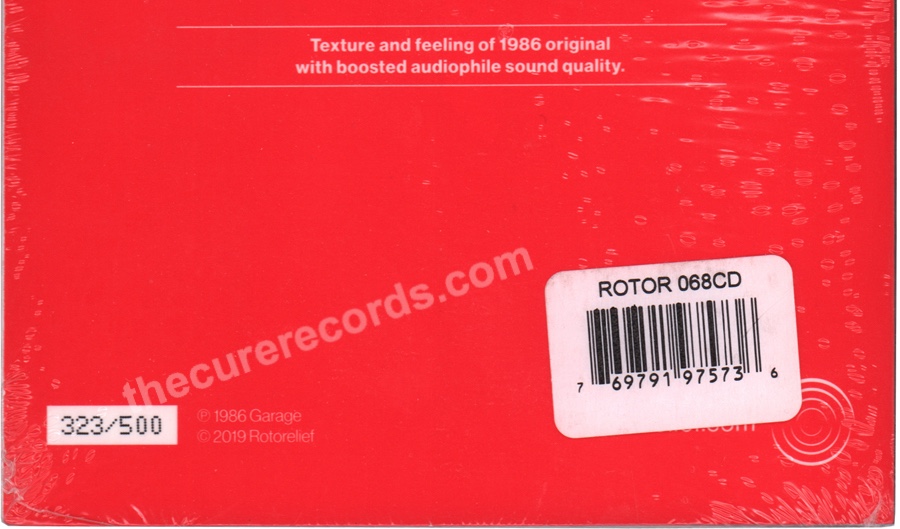 Texture and feeling of 1986 original
with boosted audiophile sound quality.
thecurerecords.com
ROTOR 068CD
7 69791 97573 6
323/500
℗ 1986 Garage
© 2019 Rotorelief